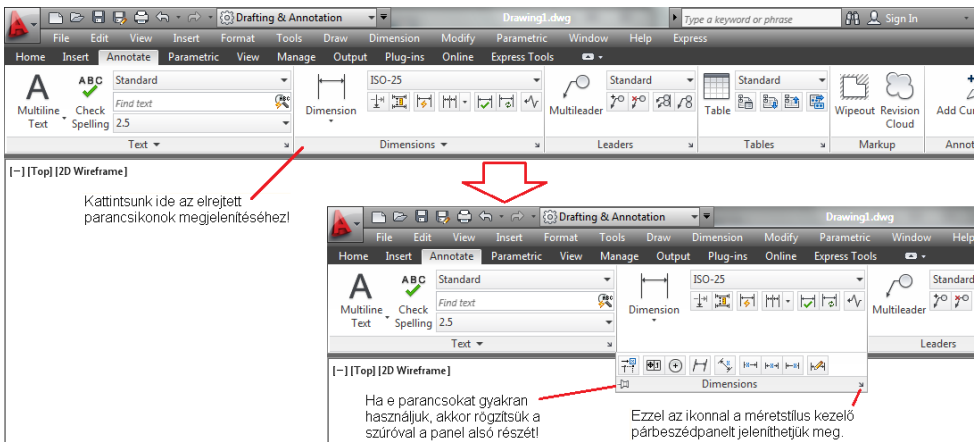 Drafting & Annotation Drawing1.dwg Type a keyword or phrase Sign In
File Edit View Insert Format Tools Draw Dimension Modify Parametric Window Help Express
Home Insert Annotate Parametric View Manage Output Plug-ins Online Express Tools
A ABC Standard ISO-25 Standard Standard
Multiline Text Check Spelling Find text ABC Dimension Multileader Table Wipeout Revision Cloud Add Cu
2.5
Text Dimensions Leaders Tables Markup Annot
[−] [Top] [2D Wireframe]
Kattintsunk ide az elrejtett
parancsikonok megjelenítéséhez!
Drafting & Annotation Drawing1.dwg
File Edit View Insert Format Tools Draw Dimension Modify Parametric Window Help
Home Insert Annotate Parametric View Manage Output Plug-ins Online Express Tools
A ABC Standard ISO-25 Standard
Multiline Text Check Spelling Find text ABC Dimension Multileader
2.5
Text Leaders
Dimensions
[−] [Top] [2D Wireframe]
Ha e parancsokat gyakran
használjuk, akkor rögzítsük a
szúróval a panel alsó részét!
Ezzel az ikonnal a méretstílus kezelő
párbeszédpanelt jeleníthetjük meg.